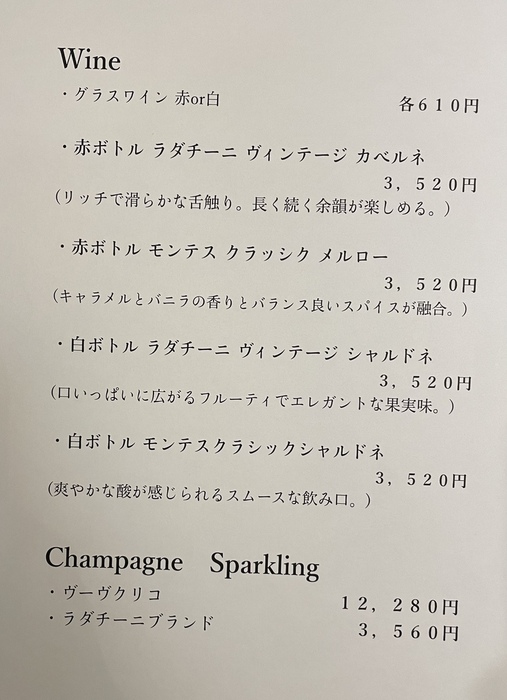 Wine
・グラスワイン 赤or白 各610円
・赤ボトル ラダチーニ ヴィンテージ カベルネ
3，520円
(リッチで滑らかな舌触り。長く続く余韻が楽しめる。)
・赤ボトル モンテス クラッシク メルロー
3，520円
(キャラメルとバニラの香りとバランス良いスパイスが融合。)
・白ボトル ラダチーニ ヴィンテージ シャルドネ
3，520円
(口いっぱいに広がるフルーティでエレガントな果実味。)
・白ボトル モンテスクラシックシャルドネ
3，520円
(爽やかな酸が感じられるスムースな飲み口。)
Champagne　Sparkling
・ヴーヴクリコ 12，280円
・ラダチーニブランド 3，560円